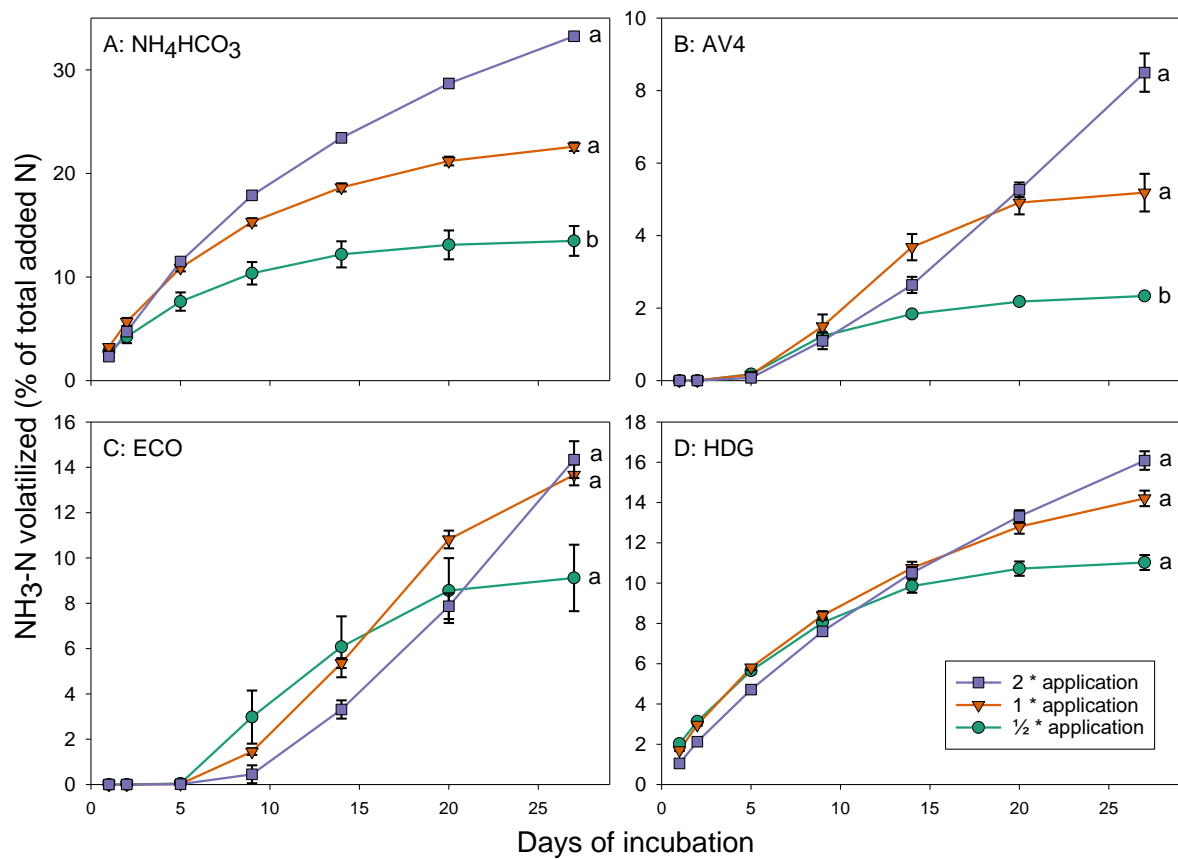 NH3-N volatilized (% of total added N)
A: NH4HCO3
30
20
10
0
a
a
b
B: AV4
10
8
6
4
2
0
a
a
b
C: ECO
16
14
12
10
8
6
4
2
0
a
a
a
0 5 10 15 20 25
D: HDG
18
16
14
12
10
8
6
4
2
0
a
a
a
2 * application
1 * application
½ * application
0 5 10 15 20 25
Days of incubation